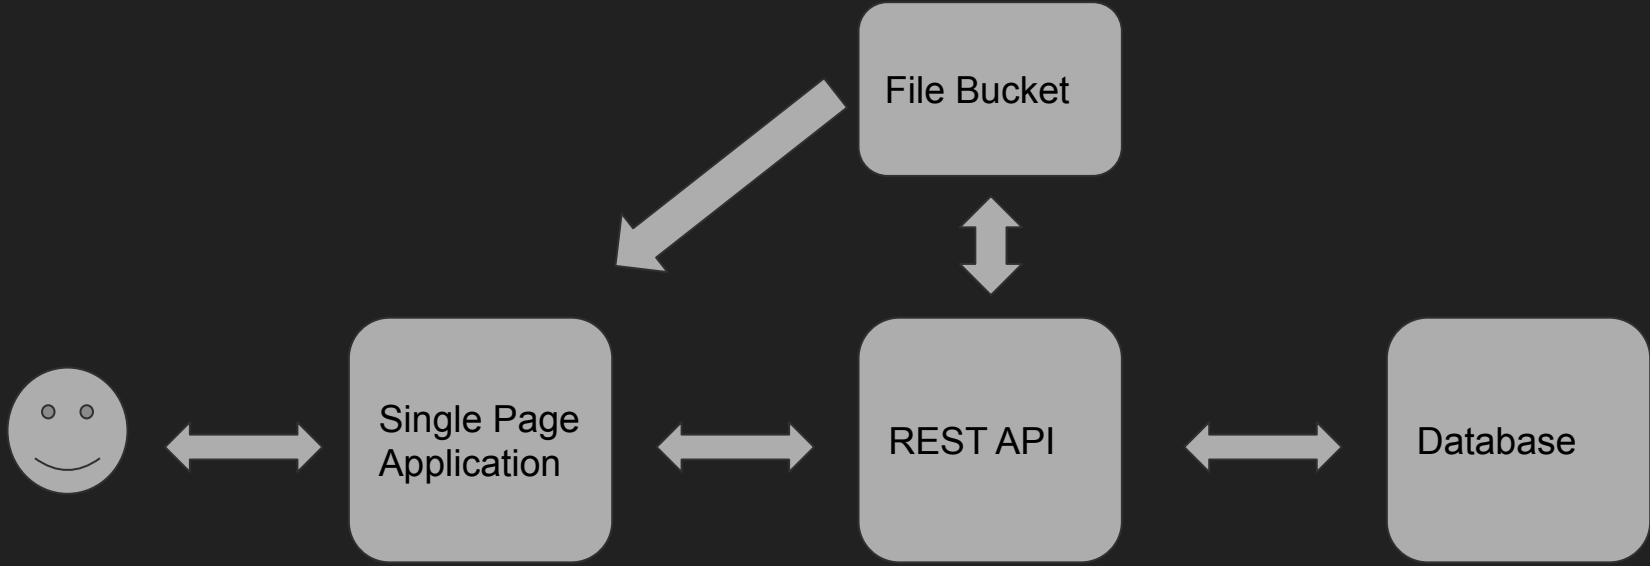 File Bucket
Single Page
Application
REST API
Database